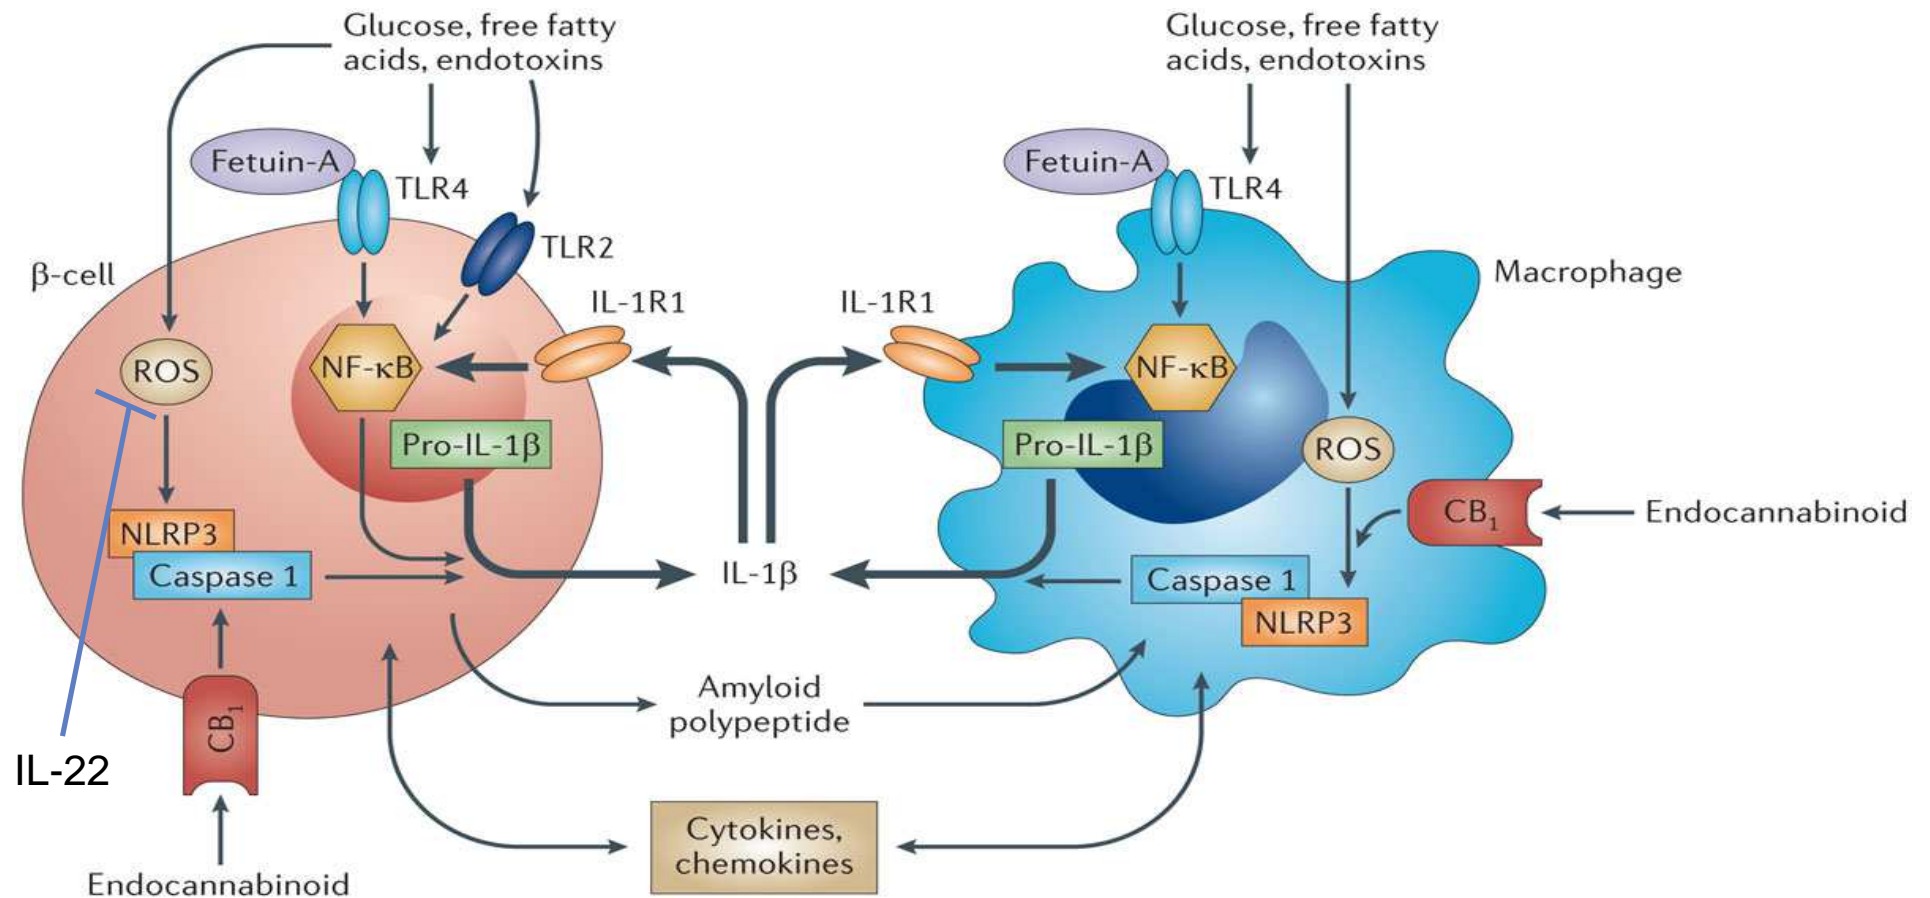 Glucose, free fatty
acids, endotoxins
Glucose, free fatty
acids, endotoxins
Fetuin-A
TLR4
TLR2
β-cell
IL-1R1
ROS
NF-κB
Pro-IL-1β
NLRP3
Caspase 1
CB₁
IL-22
Endocannabinoid
IL-1β
Amyloid
polypeptide
Cytokines,
chemokines
Fetuin-A
TLR4
Macrophage
IL-1R1
NF-κB
Pro-IL-1β
ROS
CB₁
Endocannabinoid
Caspase 1
NLRP3